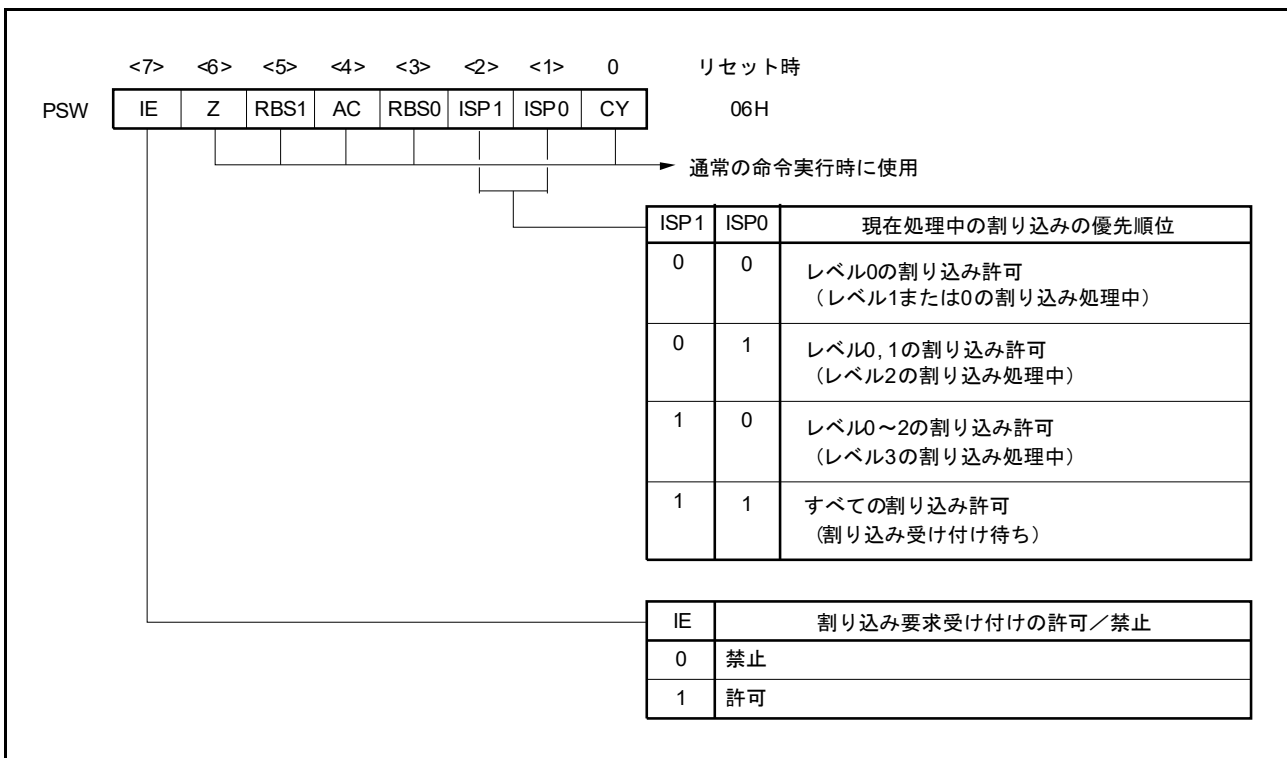 <7> <6> <5> <4> <3> <2> <1> 0 リセット時
PSW IE Z RBS1 AC RBS0 ISP1 ISP0 CY 06H
通常の命令実行時に使用
ISP1 ISP0 現在処理中の割り込みの優先順位
0 0 レベル0の割り込み許可
（レベル1または0の割り込み処理中）
0 1 レベル0, 1の割り込み許可
（レベル2の割り込み処理中）
1 0 レベル0～2の割り込み許可
（レベル3の割り込み処理中）
1 1 すべての割り込み許可
（割り込み受け付け待ち）
IE 割り込み要求受け付けの許可／禁止
0 禁止
1 許可